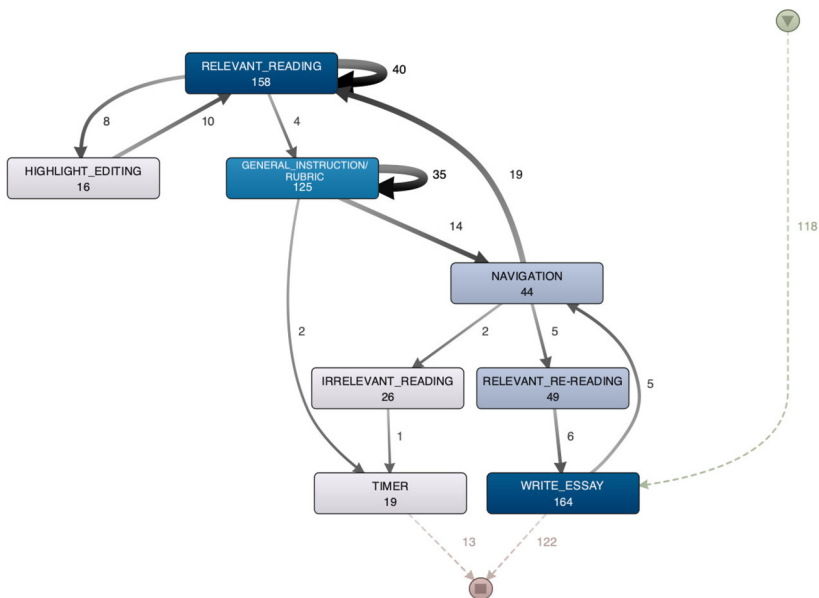 RELEVANT_READING
158
40
8
10
4
HIGHLIGHT_EDITING
16
GENERAL_INSTRUCTION/
RUBRIC
125
35
19
14
118
NAVIGATION
44
2
2
5
IRRELEVANT_READING
26
RELEVANT_RE-READING
49
5
1
6
TIMER
19
WRITE_ESSAY
164
13
122